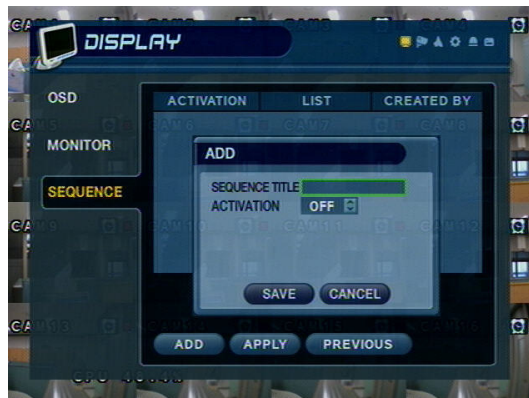 DISPLAY
OSD
MONITOR
SEQUENCE
ACTIVATION LIST CREATED BY
ADD
SEQUENCE TITLE
ACTIVATION OFF
SAVE CANCEL
ADD APPLY PREVIOUS